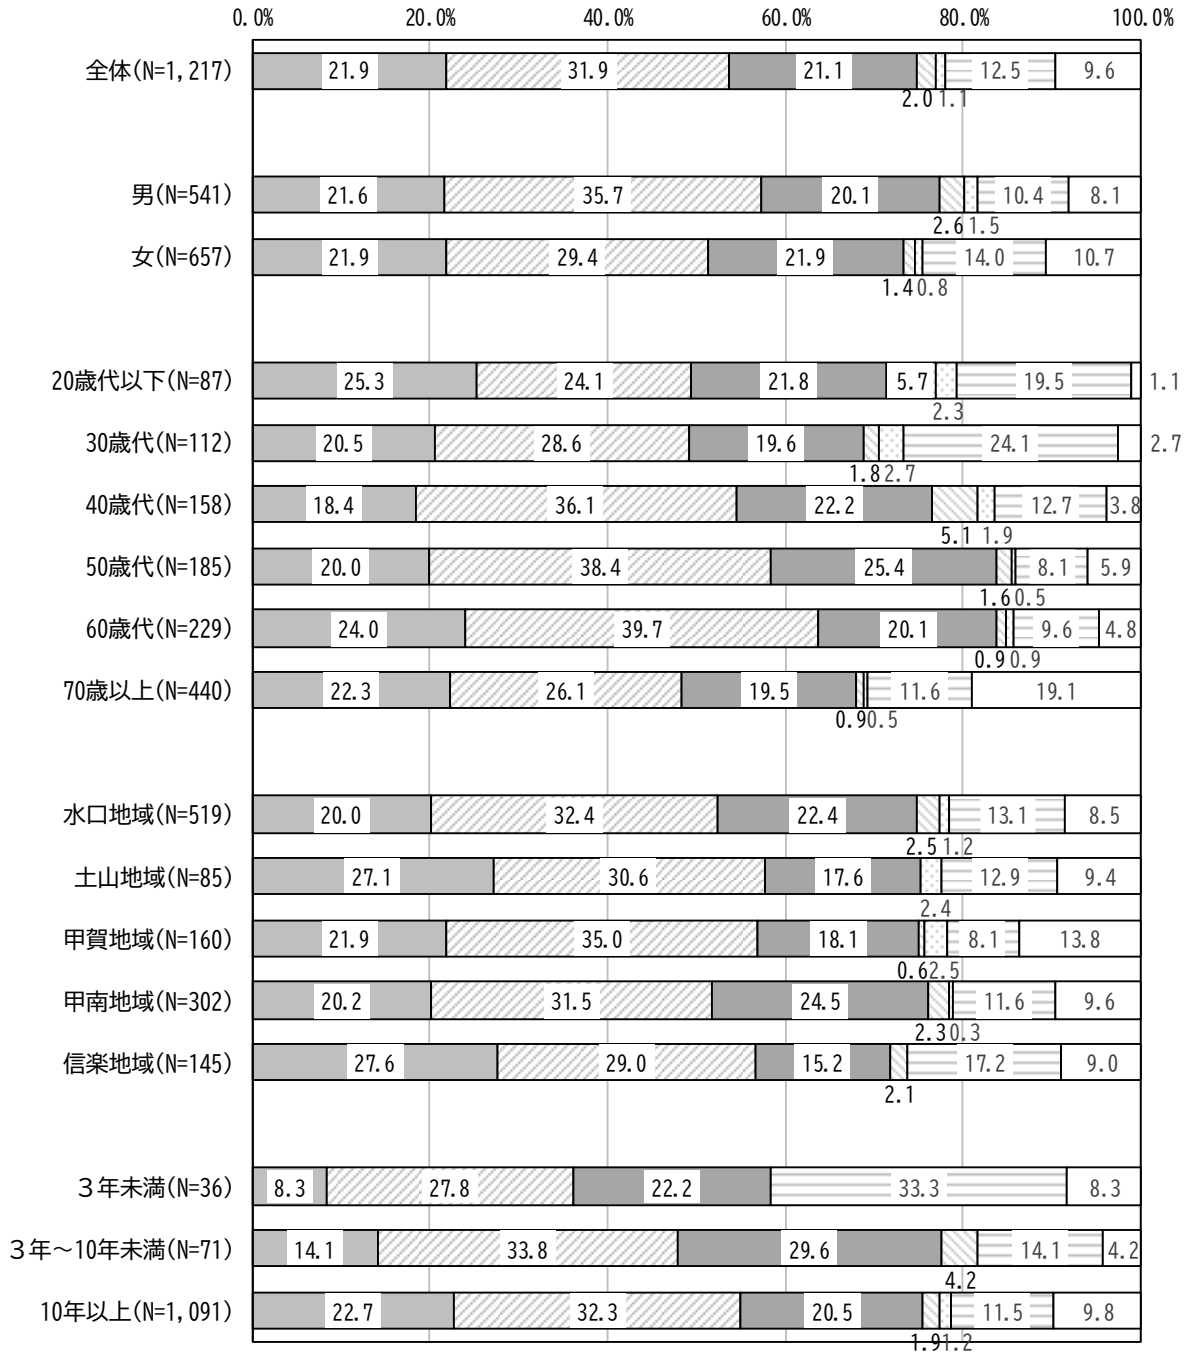 0.0% 20.0% 40.0% 60.0% 80.0% 100.0%
全体(N=1,217) 21.9 31.9 21.1 12.5 9.6
2.0 1.1
男(N=541) 21.6 35.7 20.1 10.4 8.1
2.6 1.5
女(N=657) 21.9 29.4 21.9 14.0 10.7
1.4 0.8
20歳代以下(N=87) 25.3 24.1 21.8 5.7 19.5 1.1
2.3
30歳代(N=112) 20.5 28.6 19.6 24.1 2.7
1.8 2.7
40歳代(N=158) 18.4 36.1 22.2 12.7 3.8
5.1 1.9
50歳代(N=185) 20.0 38.4 25.4 8.1 5.9
1.6 0.5
60歳代(N=229) 24.0 39.7 20.1 9.6 4.8
0.9 0.9
70歳以上(N=440) 22.3 26.1 19.5 11.6 19.1
0.9 0.5
水口地域(N=519) 20.0 32.4 22.4 13.1 8.5
2.5 1.2
土山地域(N=85) 27.1 30.6 17.6 12.9 9.4
2.4
甲賀地域(N=160) 21.9 35.0 18.1 8.1 13.8
0.6 2.5
甲南地域(N=302) 20.2 31.5 24.5 11.6 9.6
2.3 0.3
信楽地域(N=145) 27.6 29.0 15.2 17.2 9.0
2.1
３年未満(N=36) 8.3 27.8 22.2 33.3 8.3
３年～10年未満(N=71) 14.1 33.8 29.6 14.1 4.2
4.2
10年以上(N=1,091) 22.7 32.3 20.5 11.5 9.8
1.9 1.2